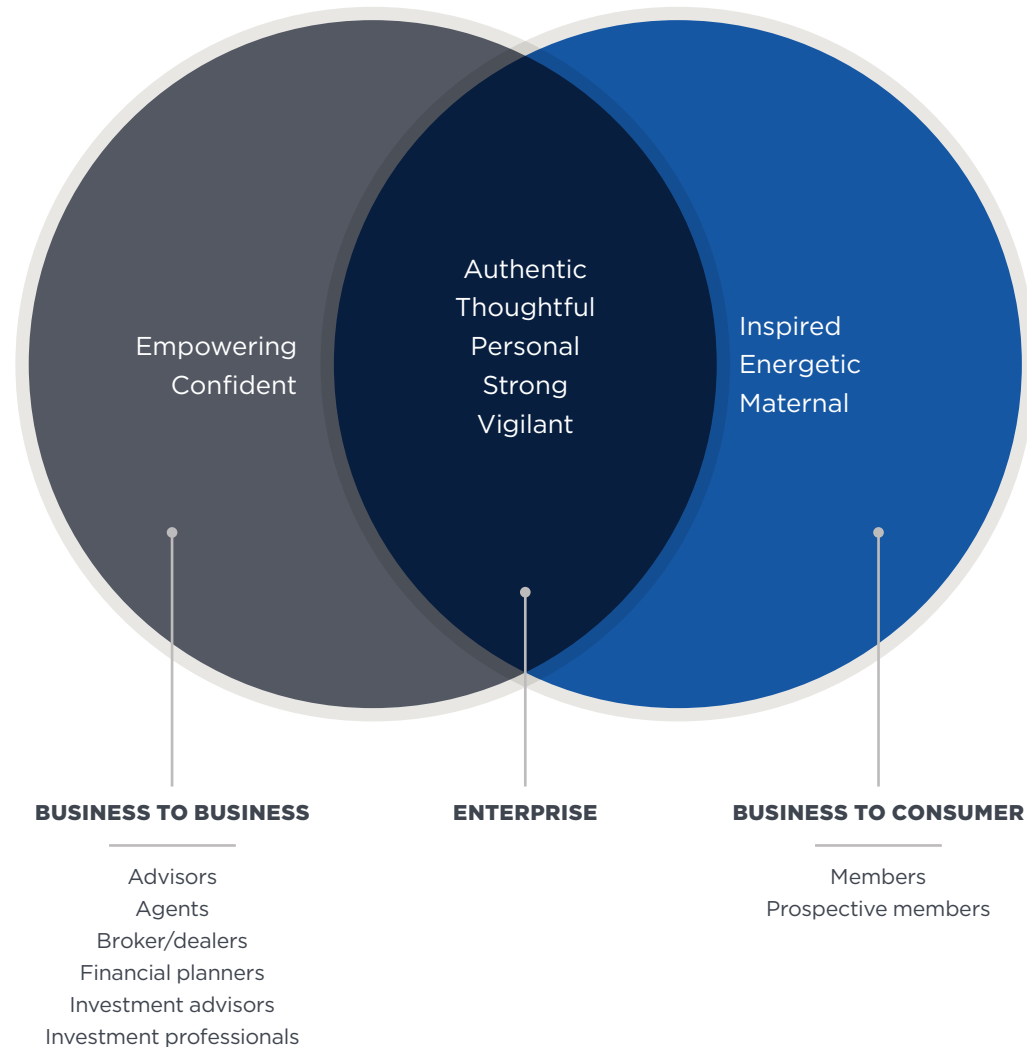 Empowering
Confident
Authentic
Thoughtful
Personal
Strong
Vigilant
Inspired
Energetic
Maternal
BUSINESS TO BUSINESS
Advisors
Agents
Broker/dealers
Financial planners
Investment advisors
Investment professionals
ENTERPRISE
BUSINESS TO CONSUMER
Members
Prospective members